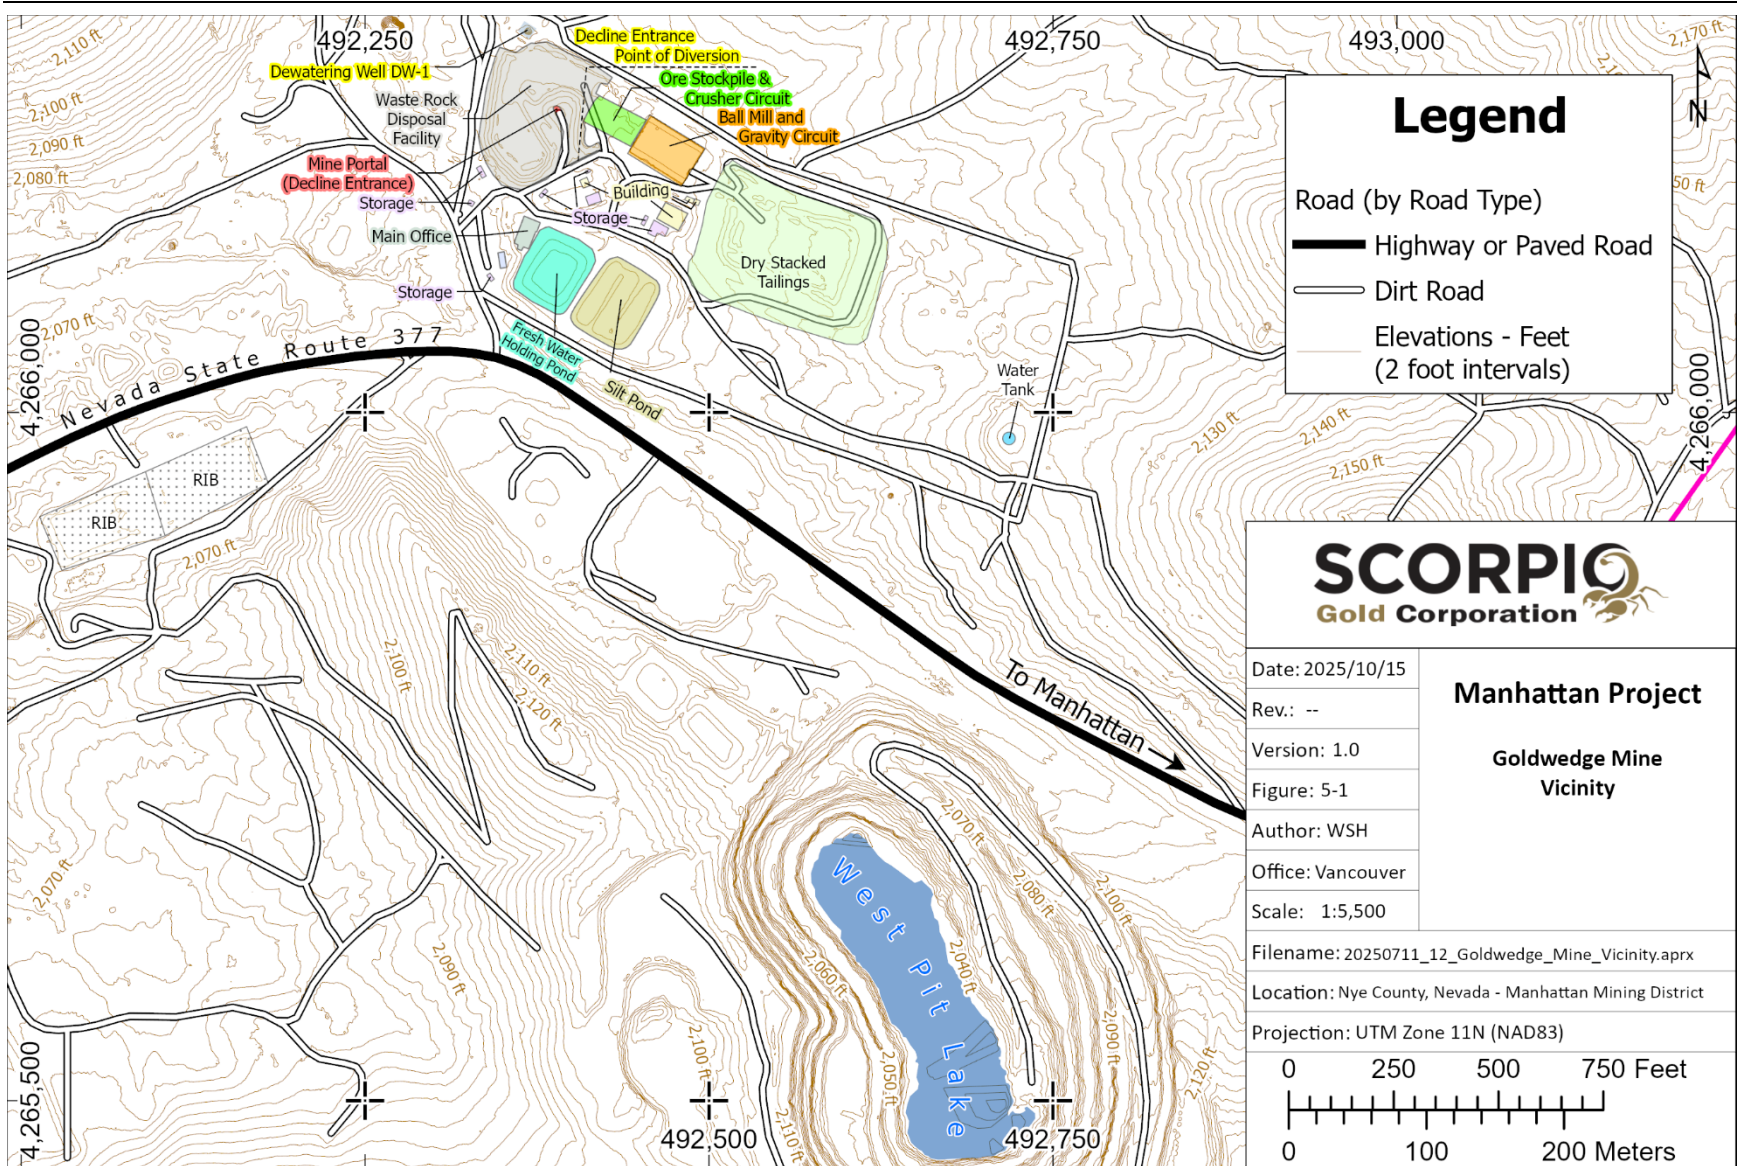 492,250
492,750
493,000
2,110 ft
2,170 ft
Decline Entrance
Point of Diversion
Dewatering Well DW-1
Ore Stockpile &
Crusher Circuit
Waste Rock
Disposal
Facility
Ball Mill and
Gravity Circuit
2,100 ft
2,090 ft
2,080 ft
Mine Portal
(Decline Entrance)
Storage
Building
Storage
Main Office
Dry Stacked
Tailings
Storage
Fresh Water
Holding Pond
Silt Pond
2,070 ft
Nevada State Route 377
4,266,000
Water
Tank
2,130 ft
2,140 ft
2,150 ft
50 ft
4,266,000
N
Legend
Road (by Road Type)
Highway or Paved Road
Dirt Road
Elevations - Feet
(2 foot intervals)
RIB
RIB
2,070 ft
2,100 ft
2,110 ft
2,120 ft
To Manhattan
2,070 ft
2,070 ft
2,080 ft
2,100 ft
2,090 ft
2,060 ft
2,040 ft
2,050 ft
2,100 ft
2,090 ft
2,120 ft
2,110 ft
West Pit Lake
4,265,500
492,500
492,750
SCORPIO
Gold Corporation
Date: 2025/10/15
Rev.: --
Version: 1.0
Figure: 5-1
Author: WSH
Office: Vancouver
Scale: 1:5,500
Manhattan Project
Goldwedge Mine
Vicinity
Filename: 20250711_12_Goldwedge_Mine_Vicinity.aprx
Location: Nye County, Nevada - Manhattan Mining District
Projection: UTM Zone 11N (NAD83)
0 250 500 750 Feet
0 100 200 Meters